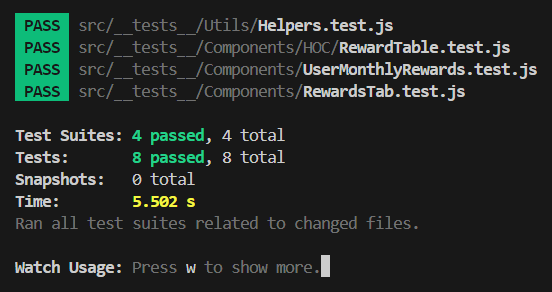 PASS src/__tests__/Utils/Helpers.test.js
PASS src/__tests__/Components/HOC/RewardTable.test.js
PASS src/__tests__/Components/UserMonthlyRewards.test.js
PASS src/__tests__/Components/RewardsTab.test.js
Test Suites: 4 passed, 4 total
Tests: 8 passed, 8 total
Snapshots: 0 total
Time: 5.502 s
Ran all test suites related to changed files.
Watch Usage: Press w to show more.